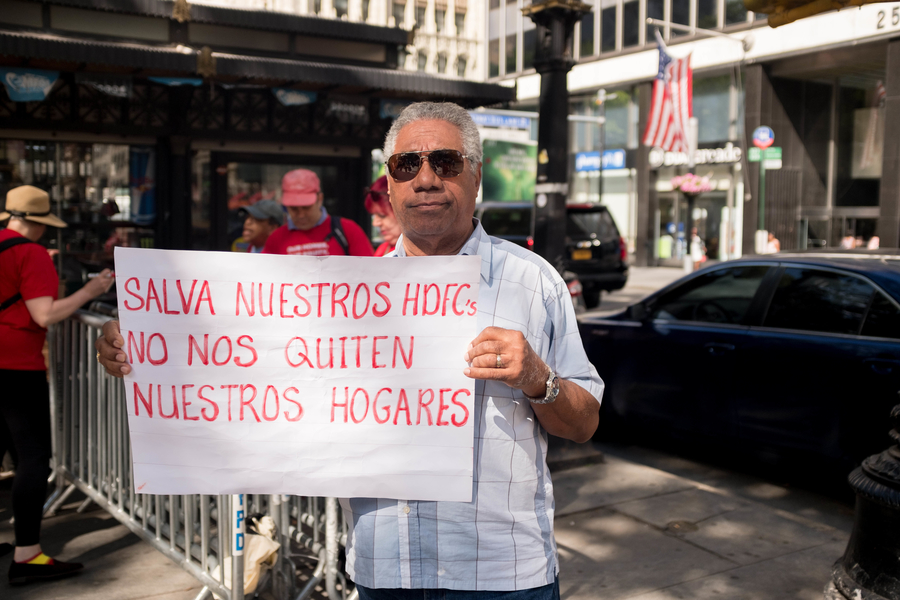 SALVA NUESTROS HDFC's
NO NOS QUITEN
NUESTROS HOGARES
25